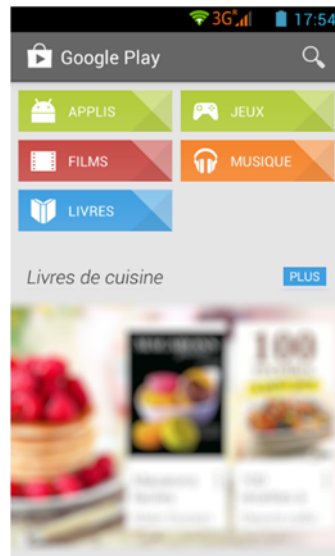 3G 17:54
Google Play
APPLIS JEUX
FILMS MUSIQUE
LIVRES
Livres de cuisine PLUS
100